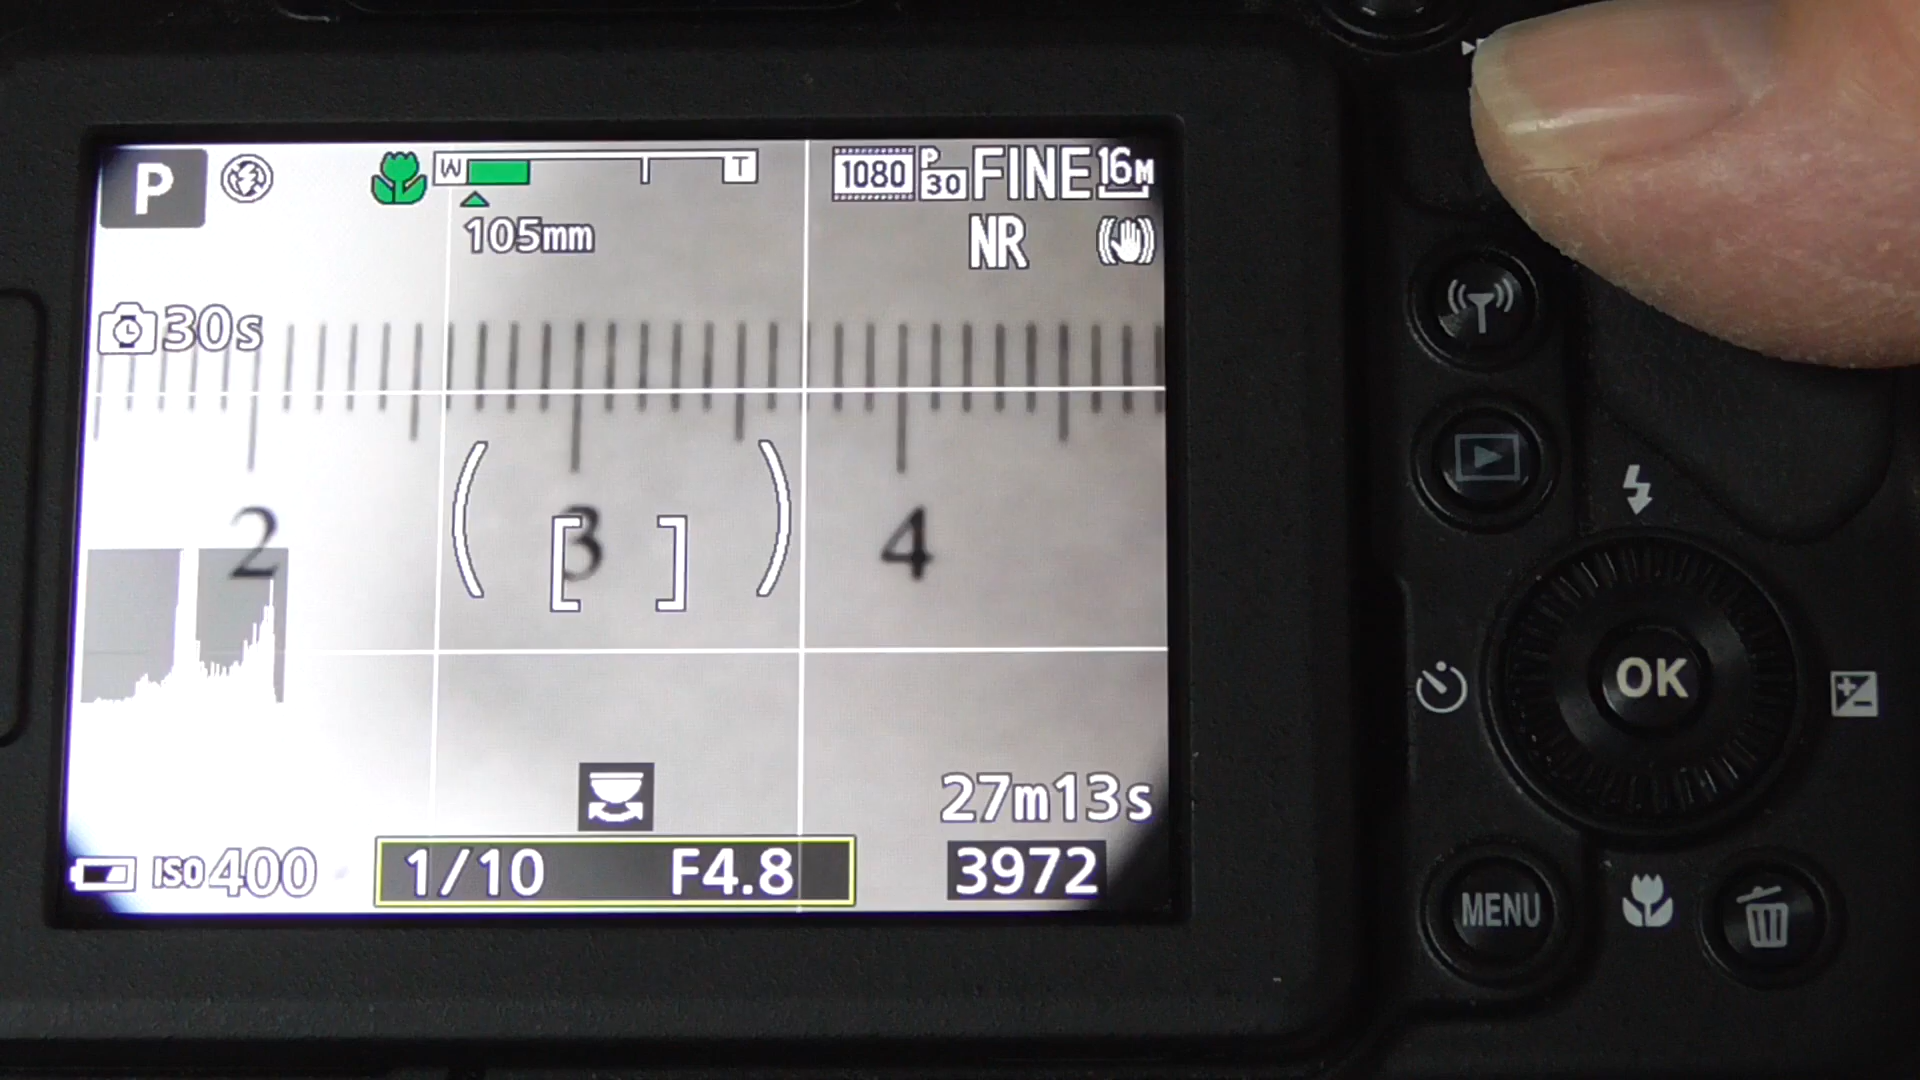 P W T 1080 P 30 FINE 16M
105mm NR
30s
2 3 4
27m13s
ISO400 1/10 F4.8 3972
OK
MENU